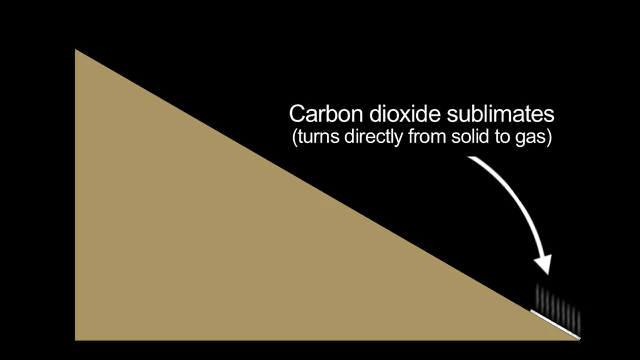 Carbon dioxide sublimates
(turns directly from solid to gas)